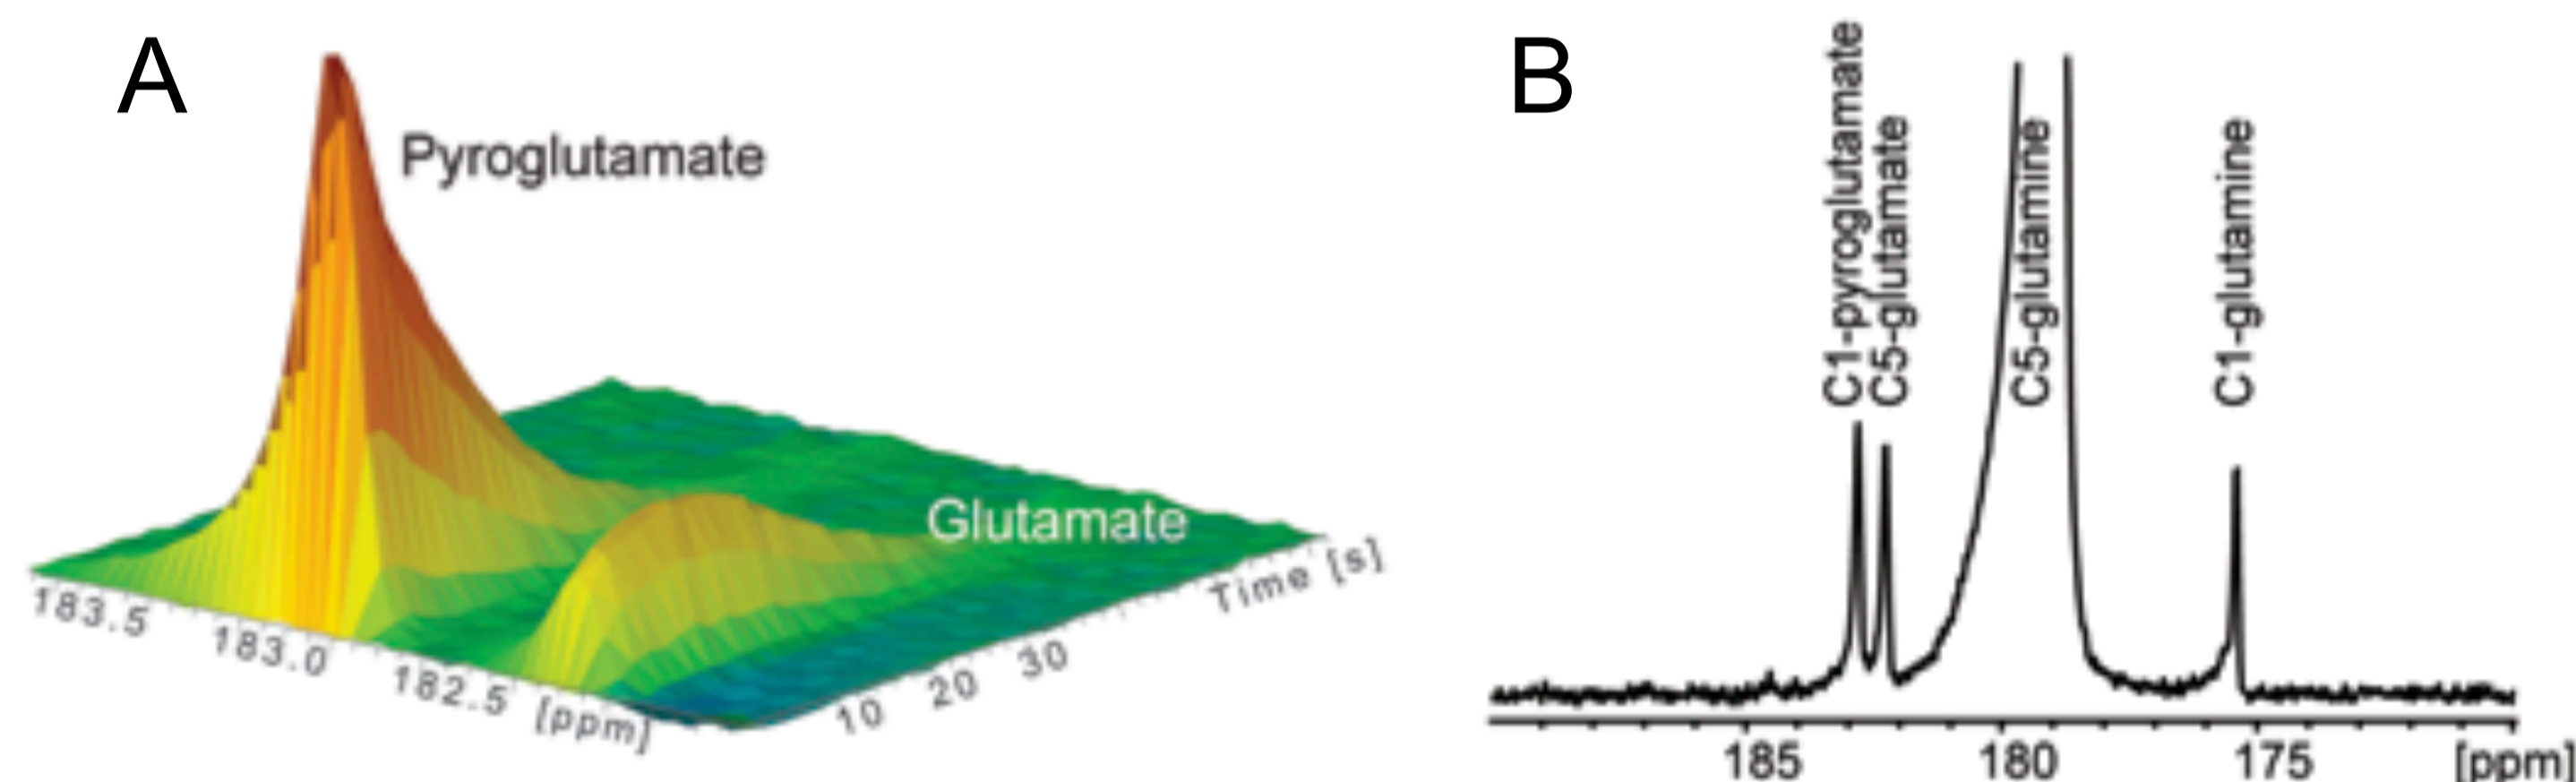 A
Pyroglutamate
Glutamate
183.5
183.0
182.5
[ppm]
10
20
30
Time [s]
B
C1-pyroglutamate
C5-glutamate
C5-glutamine
C1-glutamine
185
180
175
[ppm]